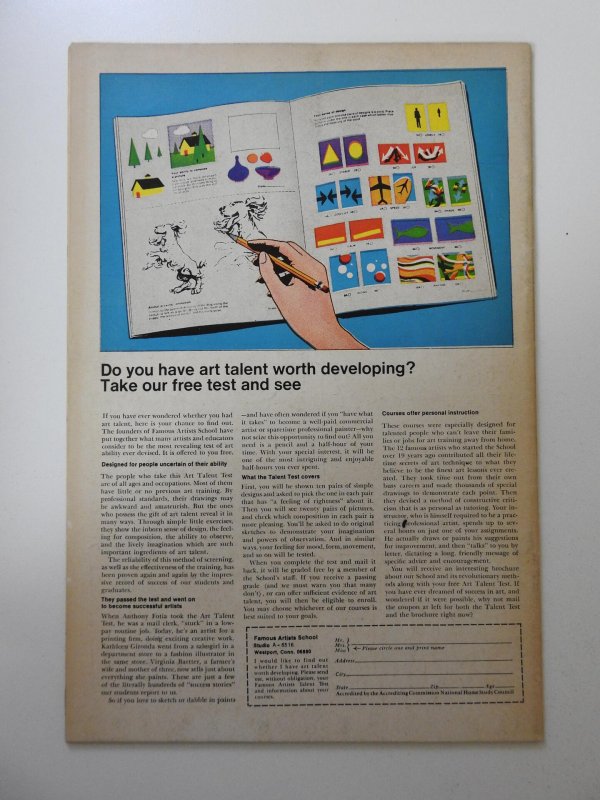 Your sense of design
Do you have art talent worth developing?
Take our free test and see
If you have ever wondered whether you had
art talent, here is your chance to find out.
The founders of Famous Artists School have
put together what many artists and educators
consider to be the most revealing test of art
ability ever devised. It is offered to you free.
Designed for people uncertain of their ability
The people who take this Art Talent Test
are of all ages and occupations. Most of them
have little or no previous art training. By
professional standards, their drawings may
be awkward and amateurish. But the ones
who possess the gift of art talent reveal it in
many ways. Through simple little exercises,
they show the inborn sense of design, the feel-
ing for composition, the ability to observe,
and the lively imagination which are such
important ingredients of art talent.
The reliability of this method of screening,
as well as the effectiveness of the training, has
been proven again and again by the impres-
sive record of success of our students and
graduates.
They passed the test and went on
to become successful artists
When Anthony Fotia took the Art Talent
Test, he was a mail clerk, "stuck" in a low-
pay routine job. Today, he's an artist for a
printing firm, doing exciting creative work.
Kathleen Gironda went from a salesgirl in a
department store to a fashion illustrator in
the same store. Virginia Bartter, a farmer's
wife and mother of three, now sells just about
everything she paints. These are just a few
of the literally hundreds of "success stories"
our students report to us.
So if you love to sketch or dabble in paints
—and have often wondered if you "have what
it takes" to become a well-paid commercial
artist or sparetime professional painter—why
not seize this opportunity to find out? All you
need is a pencil and a half-hour of your
time. With your special interest, it will be
one of the most intriguing and enjoyable
half-hours you ever spent.
What the Talent Test covers
First, you will be shown ten pairs of simple
designs and asked to pick the one in each pair
that has "a feeling of rightness" about it.
Then you will see twenty pairs of pictures,
and check which composition in each pair is
more pleasing. You'll be asked to do original
sketches to demonstrate your imagination
and powers of observation. And in similar
ways, your feeling for mood, form, movement,
and so on will be tested.
When you complete the test and mail it
back, it will be graded free by a member of
the School's staff. If you receive a passing
grade (and we must warn you that many
don't), or can offer sufficient evidence of art
talent, you will then be eligible to enroll.
You may choose whichever of our courses is
best suited to your goals.
Courses offer personal instruction
These courses were especially designed for
talented people who can't leave their fami-
lies or jobs for art training away from home.
The 12 famous artists who started the School
over 19 years ago contributed all their life-
time secrets of art technique to what they
believe to be the finest art lessons ever cre-
ated. They took time out from their own
busy careers and made thousands of special
drawings to demonstrate each point. Then
they devised a method of constructive criti-
cism that is as personal as tutoring. Your in-
structor, who is himself required to be a prac-
ticing professional artist, spends up to sev-
eral hours on just one of your assignments.
He actually draws or paints his suggestions
for improvement, and then "talks" to you by
letter, dictating a long, friendly message of
specific advice and encouragement.
You will receive an interesting brochure
about our School and its revolutionary meth-
ods along with your free Art Talent Test. If
you have ever dreamed of success in art, and
wondered if it were possible, why not mail
the coupon at left for both the Talent Test
and the brochure right now?
Famous Artists School
Studio A-6516
Westport, Conn. 06880
I would like to find out
whether I have art talent
worth developing. Please send
me, without obligation, your
Famous Artists Talent Test
and information about your
courses.
Mr.
Mrs.
Miss
Please circle one and print name
Address
City
State Zip Age
Accredited by the Accrediting Commission National Home Study Council